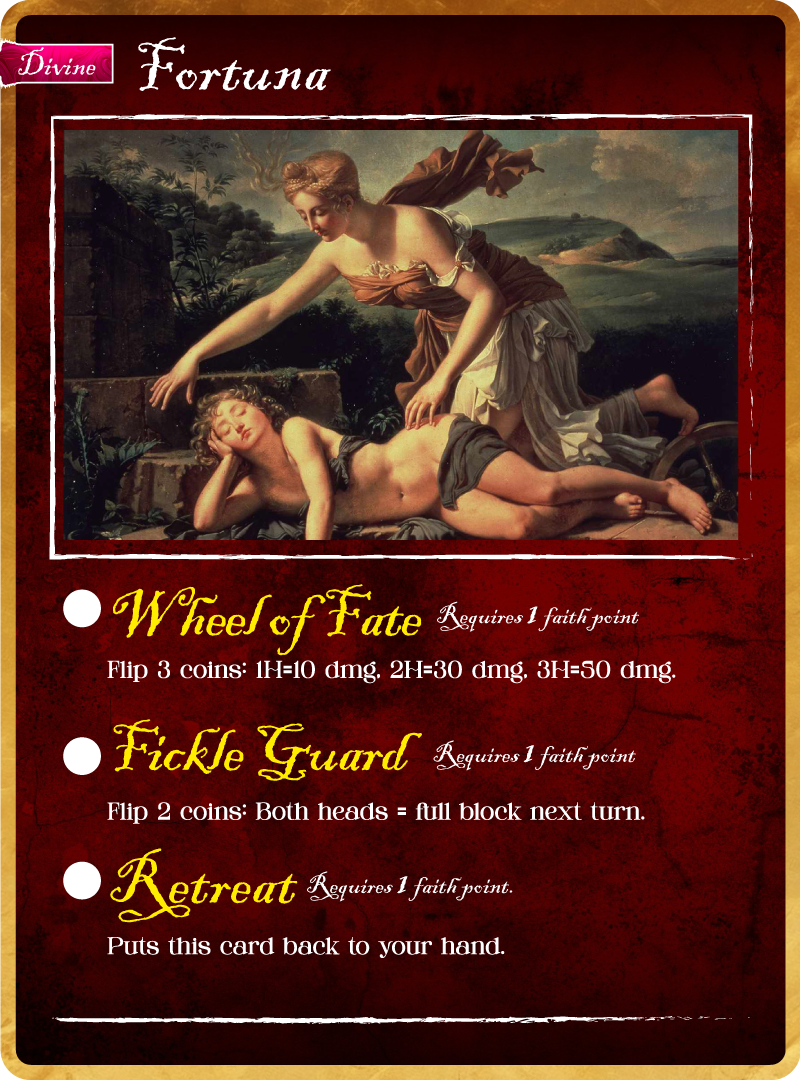 Divine
Fortuna
Wheel of Fate Requires 1 faith point
Flip 3 coins: 1H=10 dmg, 2H=30 dmg, 3H=50 dmg.
Fickle Guard Requires 1 faith point
Flip 2 coins: Both heads = full block next turn.
Retreat Requires 1 faith point.
Puts this card back to your hand.